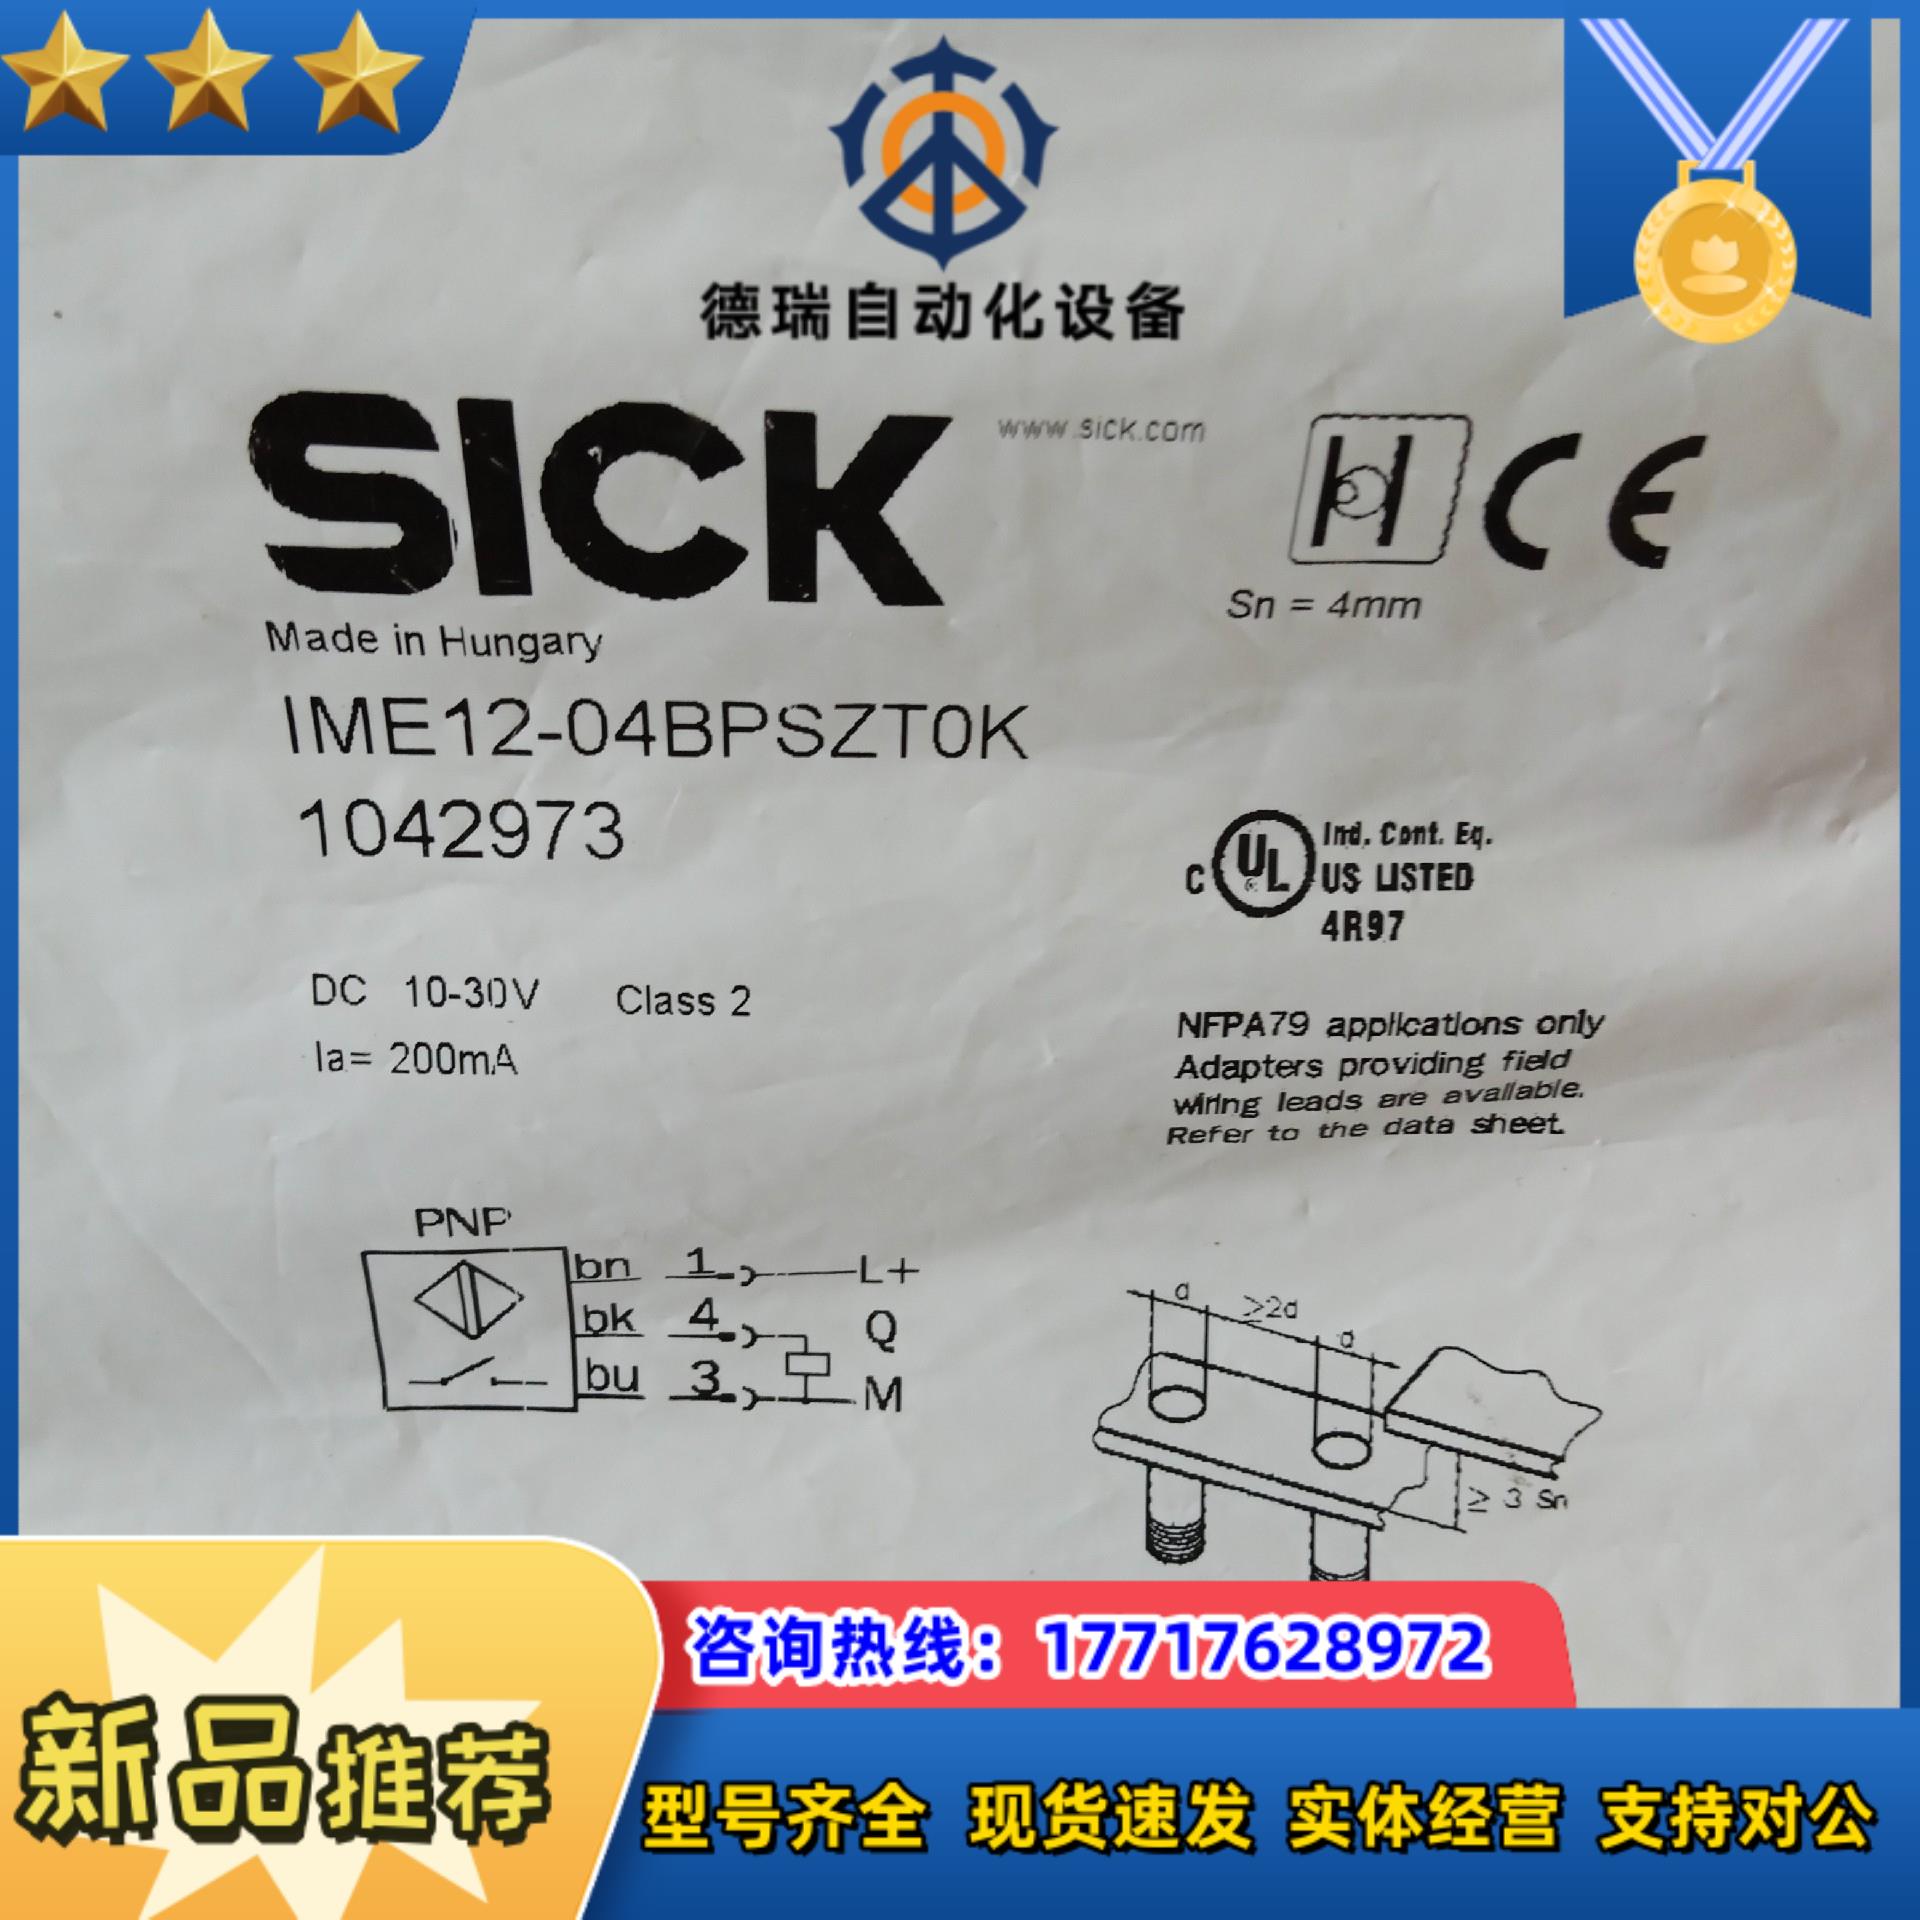 德瑞自动化设备
SICK
www.sick.com
CE
Sn = 4mm
Made in Hungary
IME12-04BPSZT0K
1042973
C UL US LISTED
Ind. Cont. Eq.
4R97
DC 10-30V Class 2
Ia= 200mA
NFPA79 applications only
Adapters providing field
wiring leads are available.
Refer to the data sheet.
PNP
bn 1 L+
bk 4 Q
bu 3 M
d ≥2d d
≥ 3 Sn
咨询热线：17717628972
新品推荐
型号齐全 现货速发 实体经营 支持对公